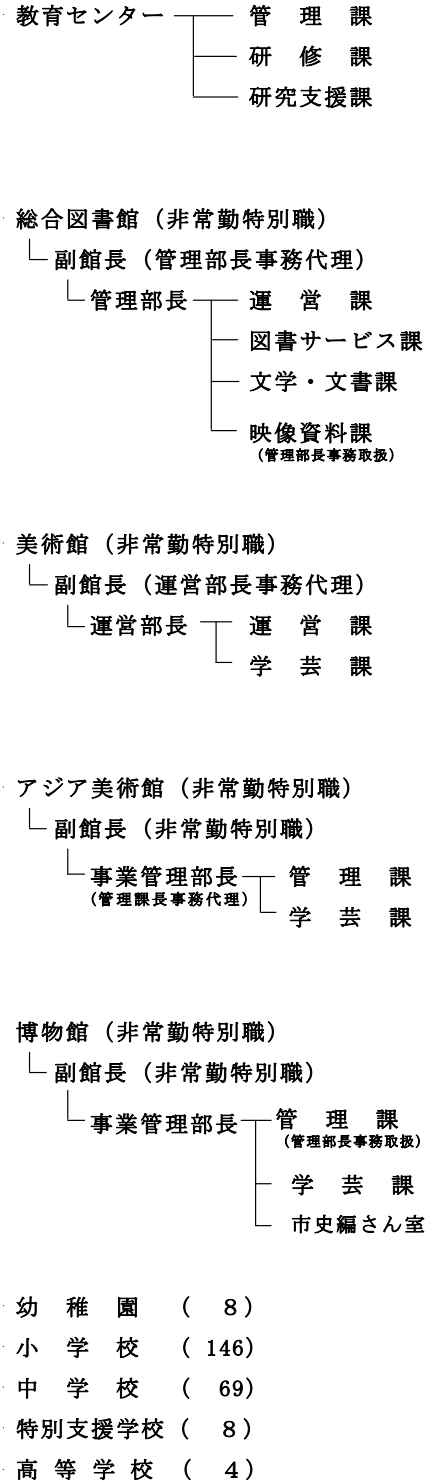 教育センター 管理課
研修課
研究支援課
総合図書館（非常勤特別職）
副館長（管理部長事務代理）
管理部長 運営課
図書サービス課
文学・文書課
映像資料課
（管理部長事務取扱）
美術館（非常勤特別職）
副館長（運営部長事務代理）
運営部長 運営課
学芸課
アジア美術館（非常勤特別職）
副館長（非常勤特別職）
事業管理部長 管理課
（管理課長事務代理）
学芸課
博物館（非常勤特別職）
副館長（非常勤特別職）
事業管理部長 管理課
（管理部長事務取扱）
学芸課
市史編さん室
幼稚園（ 8）
小学校（ 146）
中学校（ 69）
特別支援学校（ 8）
高等学校（ 4）